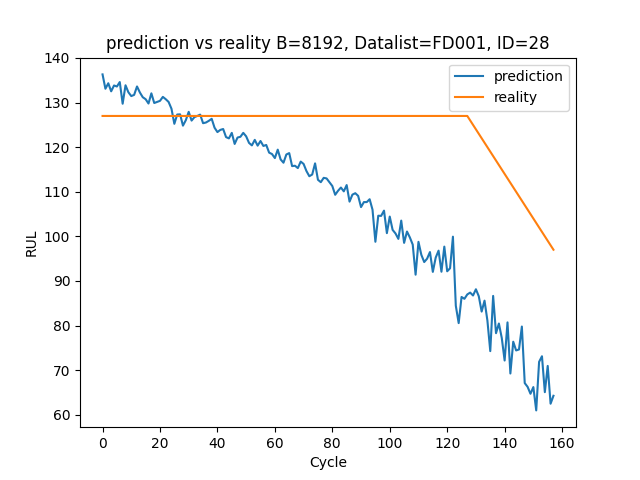 prediction vs reality B=8192, Datalist=FD001, ID=28
prediction
reality
RUL
140
130
120
110
100
90
80
70
60
0 20 40 60 80 100 120 140 160
Cycle